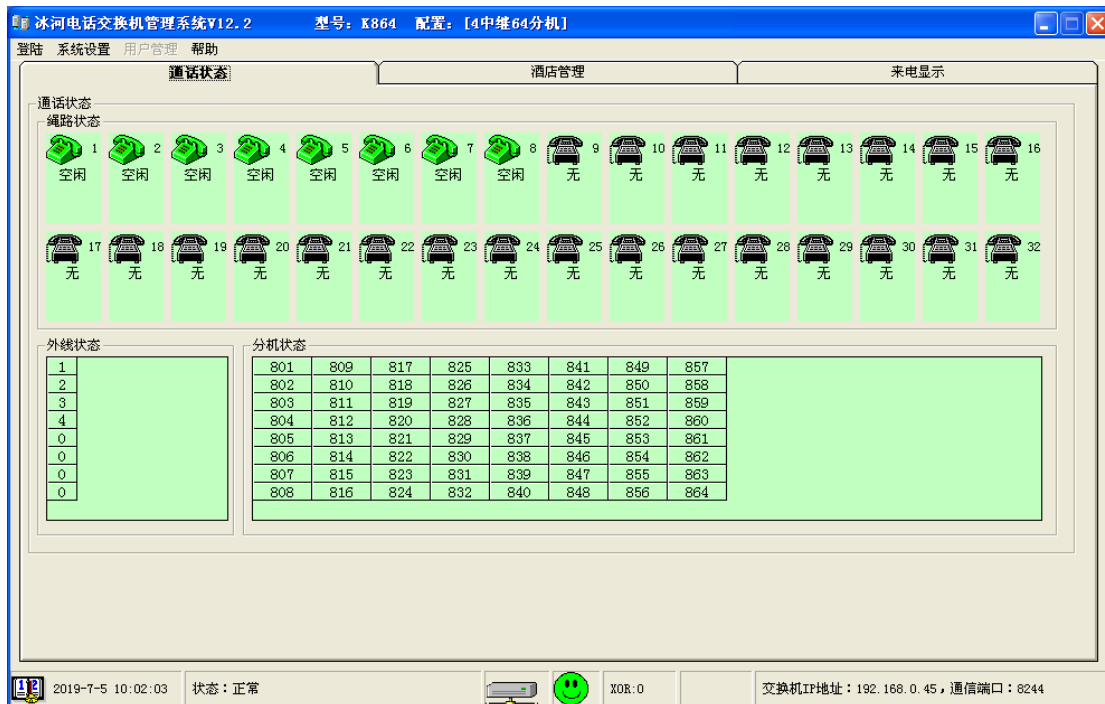 冰河电话交换机管理系统V12.2 型号：K864 配置：[4中继64分机]
登陆 系统设置 用户管理 帮助
通话状态 酒店管理 来电显示
通话状态
绳路状态
1 2 3 4 5 6 7 8 9 10 11 12 13 14 15 16
空闲 空闲 空闲 空闲 空闲 空闲 空闲 空闲 无 无 无 无 无 无 无 无
17 18 19 20 21 22 23 24 25 26 27 28 29 30 31 32
无 无 无 无 无 无 无 无 无 无 无 无 无 无 无 无
外线状态 分机状态
1 801 809 817 825 833 841 849 857
2 802 810 818 826 834 842 850 858
3 803 811 819 827 835 843 851 859
4 804 812 820 828 836 844 852 860
0 805 813 821 829 837 845 853 861
0 806 814 822 830 838 846 854 862
0 807 815 823 831 839 847 855 863
0 808 816 824 832 840 848 856 864
2019-7-5 10:02:03 状态：正常 XOR:0 交换机IP地址：192.168.0.45，通信端口：8244